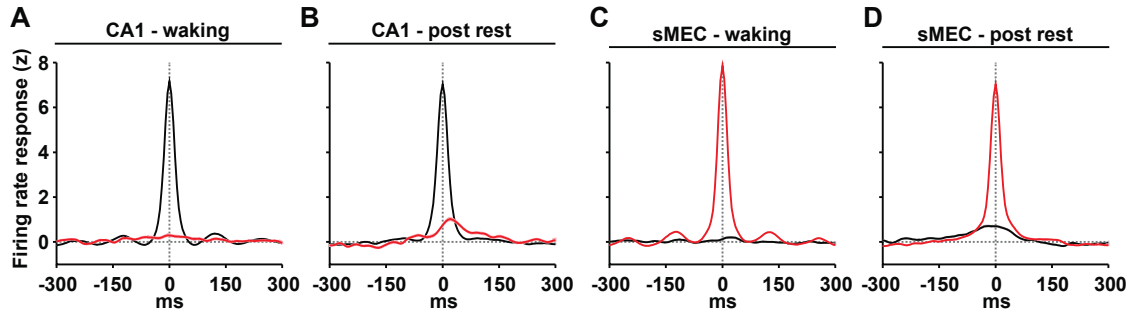 A B C D
CA1 - waking CA1 - post rest sMEC - waking sMEC - post rest
Firing rate response (z)
8
6
4
2
0
-300 -150 0 150 300 -300 -150 0 150 300 -300 -150 0 150 300 -300 -150 0 150 300
ms ms ms ms